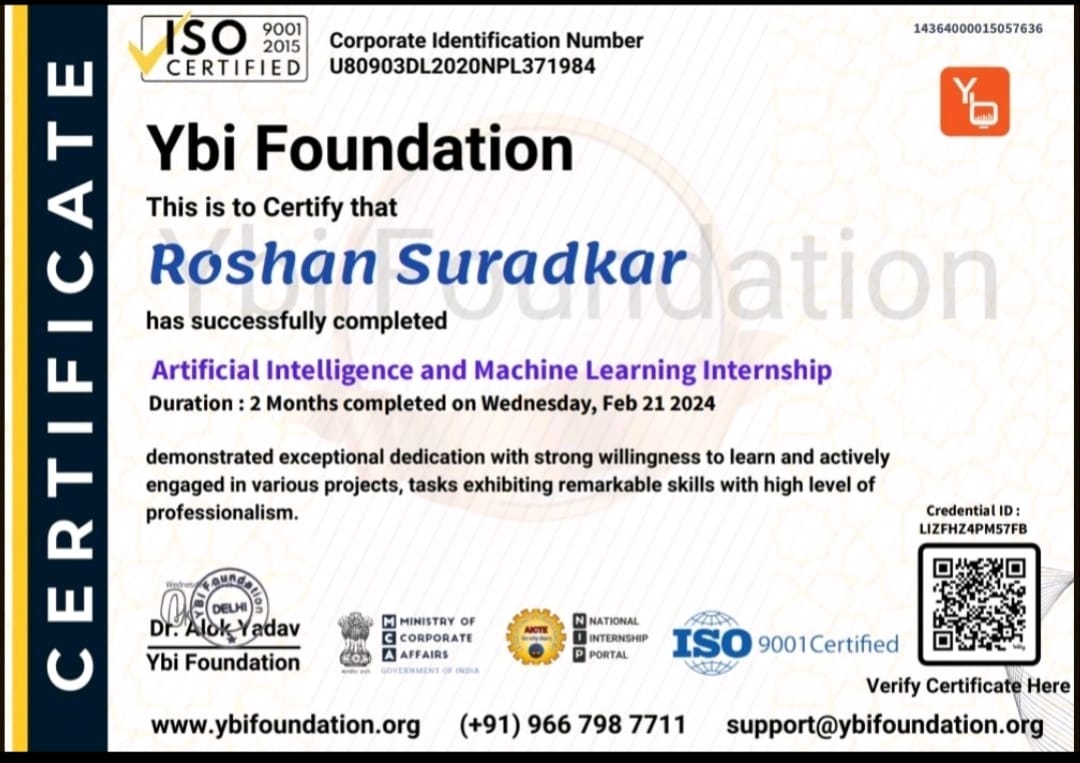 CERTIFICATE
ISO 9001
2015
CERTIFIED
Corporate Identification Number
U80903DL2020NPL371984
14364000015057636
Yb
Ybi Foundation
This is to Certify that
Roshan Suradkar
Ybi Foundation
has successfully completed
Artificial Intelligence and Machine Learning Internship
Duration : 2 Months completed on Wednesday, Feb 21 2024
demonstrated exceptional dedication with strong willingness to learn and actively
engaged in various projects, tasks exhibiting remarkable skills with high level of
professionalism.
Credential ID :
LIZFHZ4PM57FB
YBI Foundation
DELHI
Dr. Alok Yadav
Ybi Foundation
MINISTRY OF
CORPORATE
AFFAIRS
GOVERNMENT OF INDIA
AICTE
NATIONAL
INTERNSHIP
PORTAL
ISO 9001Certified
Verify Certificate Here
www.ybifoundation.org (+91) 966 798 7711 support@ybifoundation.org